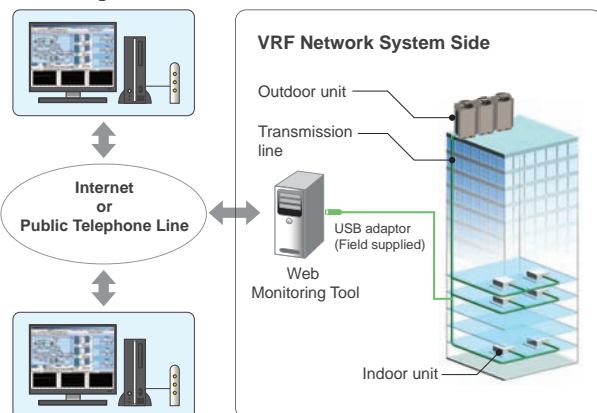 VRF Network System Side
Outdoor unit
Transmission
line
Internet
or
Public Telephone Line
USB adaptor
(Field supplied)
Web
Monitoring Tool
Indoor unit